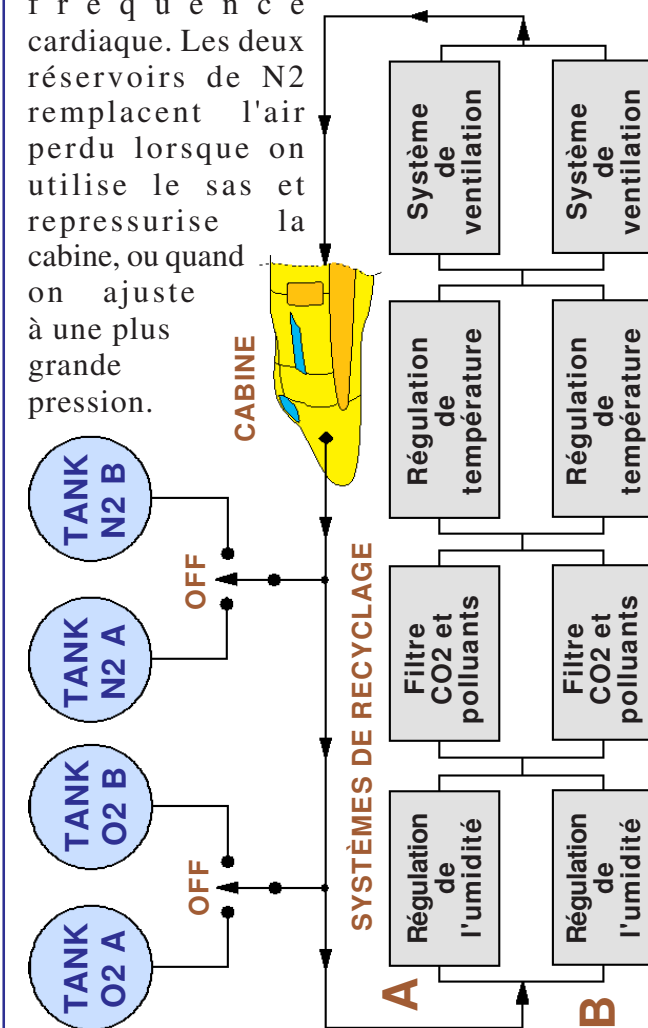 fréquence
cardiaque. Les deux
réservoirs de N2
remplacent l'air
perdu lorsque on
utilise le sas et
repressurise la
cabine, ou quand
on ajuste
à une plus
grande
pression.
TANK
O2 A
TANK
O2 B
TANK
N2 A
TANK
N2 B
OFF
OFF
CABINE
SYSTÈMES DE RECYCLAGE
A
Régulation
de
l'umidité
Filtre
CO2 et
polluants
Régulation
de
température
Système
de
ventilation
B
Régulation
de
l'umidité
Filtre
CO2 et
polluants
Régulation
de
température
Système
de
ventilation